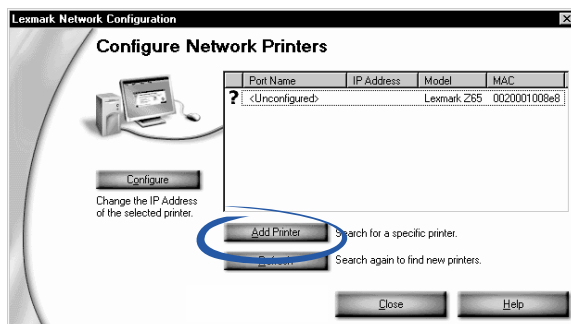 Lexmark Network Configuration
Configure Network Printers
Port Name IP Address Model MAC
? <Unconfigured> Lexmark Z65 0020001008e8
Configure
Change the IP Address
of the selected printer.
Add Printer Search for a specific printer.
Refresh Search again to find new printers.
Close Help